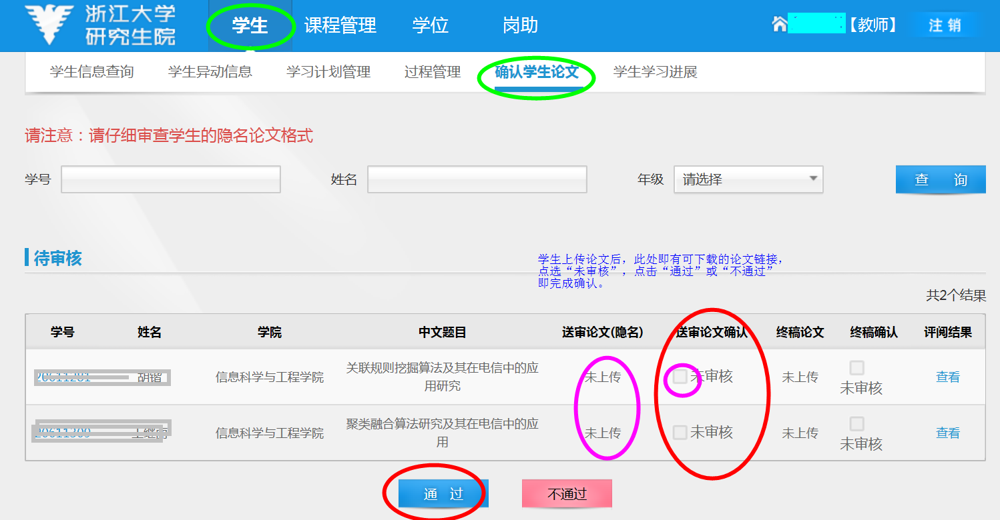 浙江大学
研究生院
学生 课程管理 学位 岗助
【教师】 注 销
学生信息查询 学生异动信息 学习计划管理 过程管理 确认学生论文 学生学习进展
请注意：请仔细审查学生的隐名论文格式
学号 姓名 年级 请选择 查 询
待审核
学生上传论文后，此处即有可下载的论文链接，
点选“未审核”，点击“通过”或“不通过”
即完成确认。
共2个结果
学号 姓名 学院 中文题目 送审论文(隐名) 送审论文确认 终稿论文 终稿确认 评阅结果
信息科学与工程学院 关联规则挖掘算法及其在电信中的应 未上传 未审核 未上传 未审核 查看
用研究
信息科学与工程学院 聚类融合算法研究及其在电信中的应 未上传 未审核 未上传 未审核 查看
用
通 过 不通过